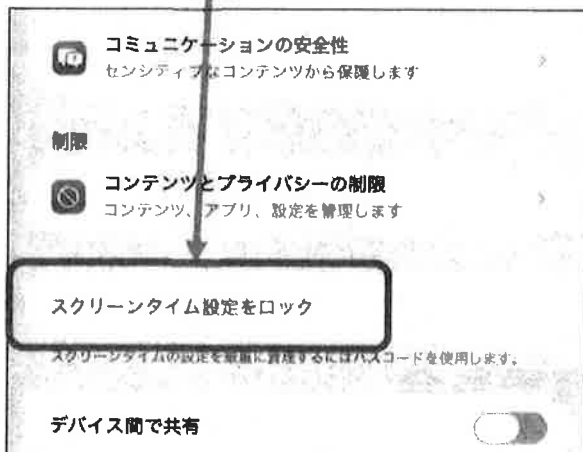 コミュニケーションの安全性
センシティブなコンテンツから保護します
制限
コンテンツとプライバシーの制限
コンテンツ、アプリ、設定を管理します
スクリーンタイム設定をロック
スクリーンタイムの設定を厳重に管理するにはパスコードを使用します。
デバイス間で共有